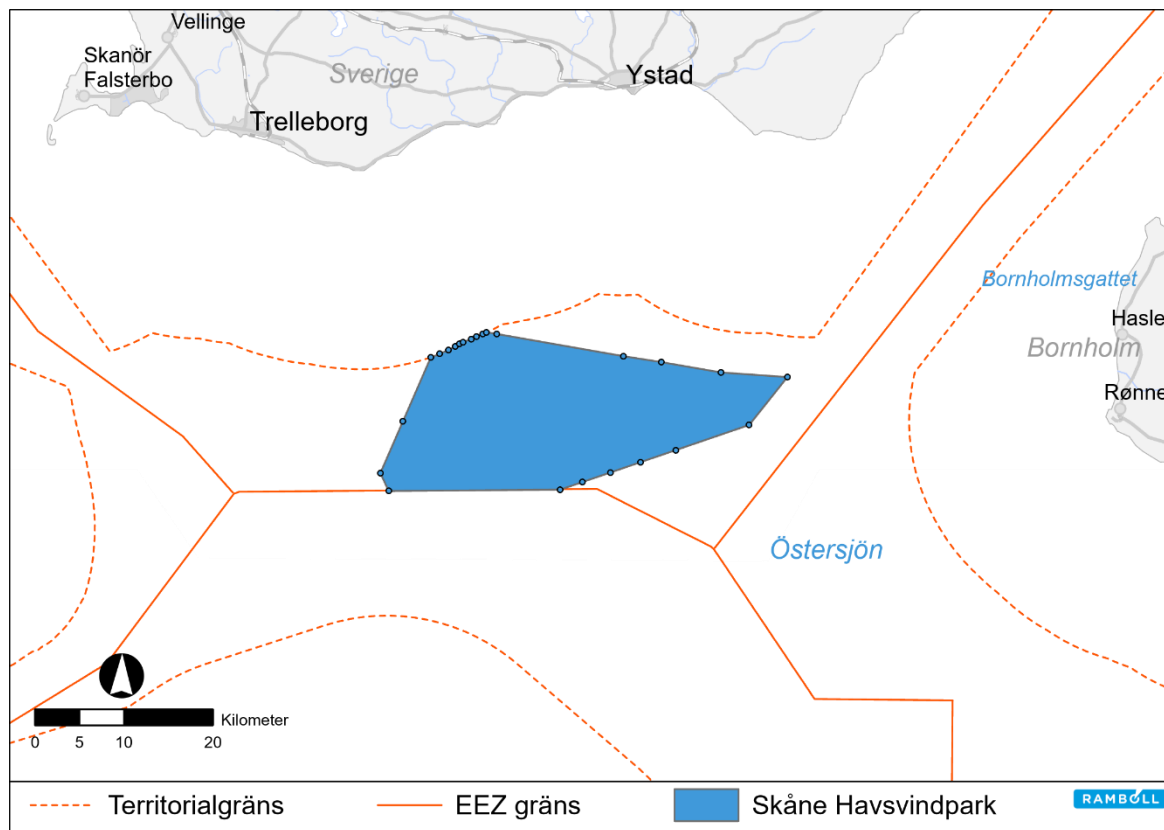 Vellinge
Skanör
Falsterbo
Sverige
Ystad
Trelleborg
Bornholmsgattet
Hasle
Bornholm
Rønne
Östersjön
Kilometer
0 5 10 20
Territorialgräns
EEZ gräns
Skåne Havsvindpark
RAMBOLL